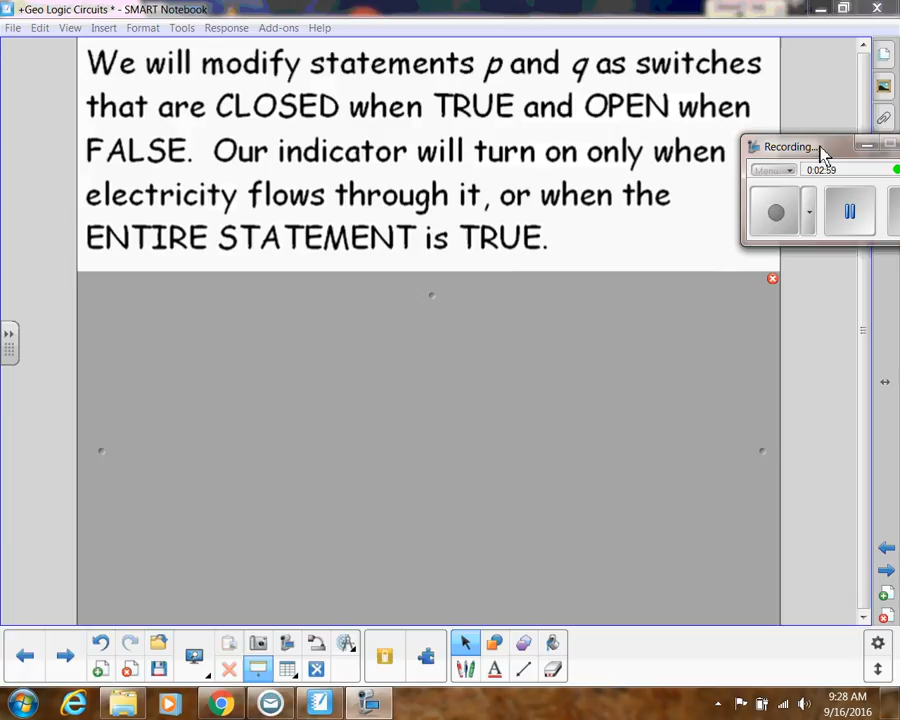 +Geo Logic Circuits * - SMART Notebook
File Edit View Insert Format Tools Response Add-ons Help
We will modify statements p and q as switches
that are CLOSED when TRUE and OPEN when
FALSE. Our indicator will turn on only when
electricity flows through it, or when the
ENTIRE STATEMENT is TRUE.
Recording...
Menu
0:02:59
9:28 AM
9/16/2016